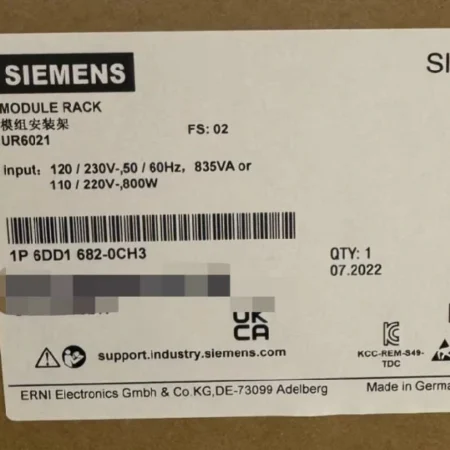 SIEMENS
SI
MODULE RACK
模组安装架
UR6021
FS: 02
input: 120 / 230V-,50 / 60Hz, 835VA or
110 / 220V-,800W
1P 6DD1 682-0CH3
QTY: 1
07.2022
UK
CA
support.industry.siemens.com
KCC-REM-S49-
TDC
ERNI Electronics Gmbh & Co.KG,DE-73099 Adelberg
Made in German